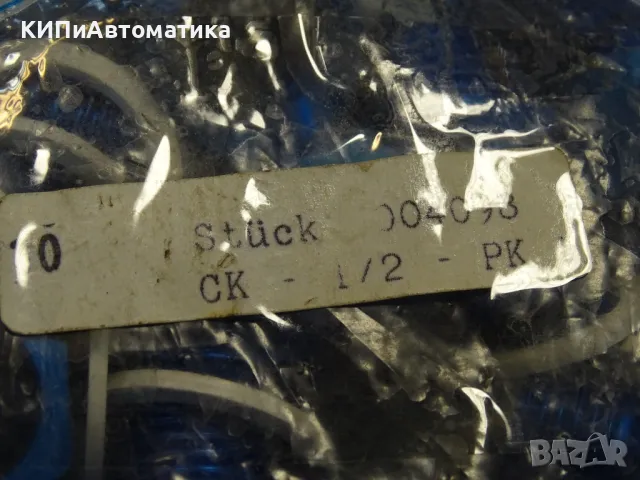 КИПиАвтоматика
10 Stück 004093
CK - 1/2 - PK
BAZAR